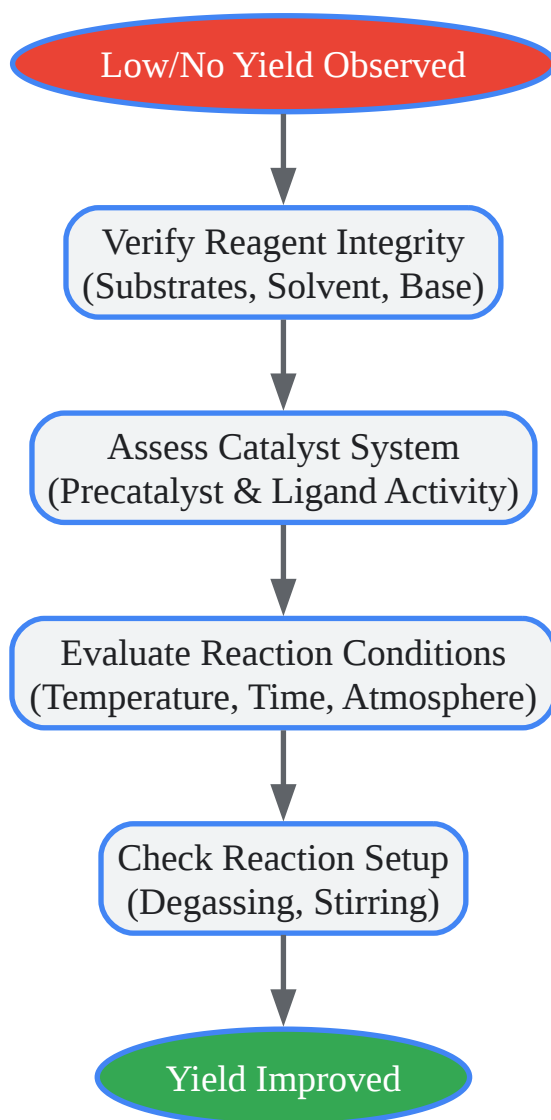 Low/No Yield Observed
Verify Reagent Integrity
(Substrates, Solvent, Base)
Assess Catalyst System
(Precatalyst & Ligand Activity)
Evaluate Reaction Conditions
(Temperature, Time, Atmosphere)
Check Reaction Setup
(Degassing, Stirring)
Yield Improved